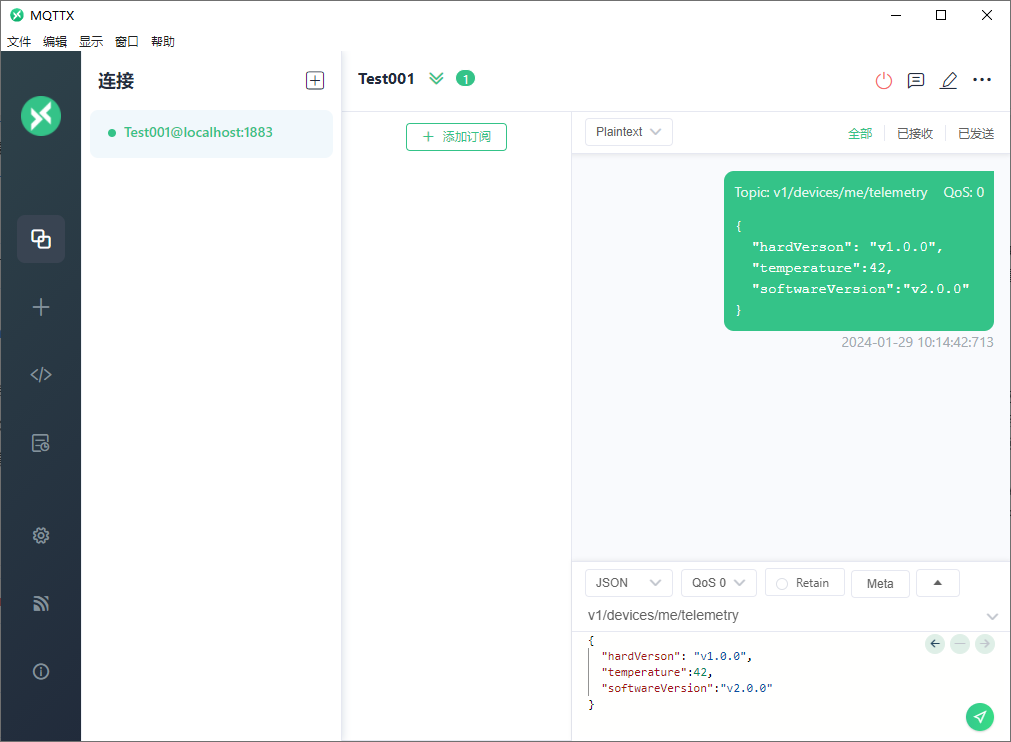 MQTTX
文件 编辑 显示 窗口 帮助
连接
Test001@localhost:1883
Test001 1
添加订阅
Plaintext
全部 已接收 已发送
Topic: v1/devices/me/telemetry QoS: 0
{
"hardVerson": "v1.0.0",
"temperature":42,
"softwareVersion":"v2.0.0"
}
2024-01-29 10:14:42:713
JSON QoS 0 Retain Meta
v1/devices/me/telemetry
{
"hardVerson": "v1.0.0",
"temperature":42,
"softwareVersion":"v2.0.0"
}